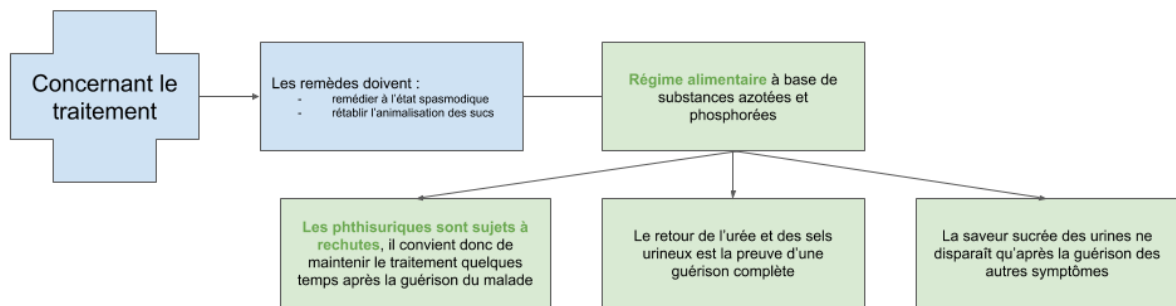 Concernant le
traitement
Les remèdes doivent :
- remédier à l'état spasmodique
- rétablir l'animalisation des sucs
Régime alimentaire à base de
substances azotées et
phosphorées
Les phthisuriques sont sujets à
rechutes, il convient donc de
maintenir le traitement quelques
temps après la guérison du malade
Le retour de l'urée et des sels
urineux est la preuve d'une
guérison complète
La saveur sucrée des urines ne
disparaît qu'après la guérison des
autres symptômes